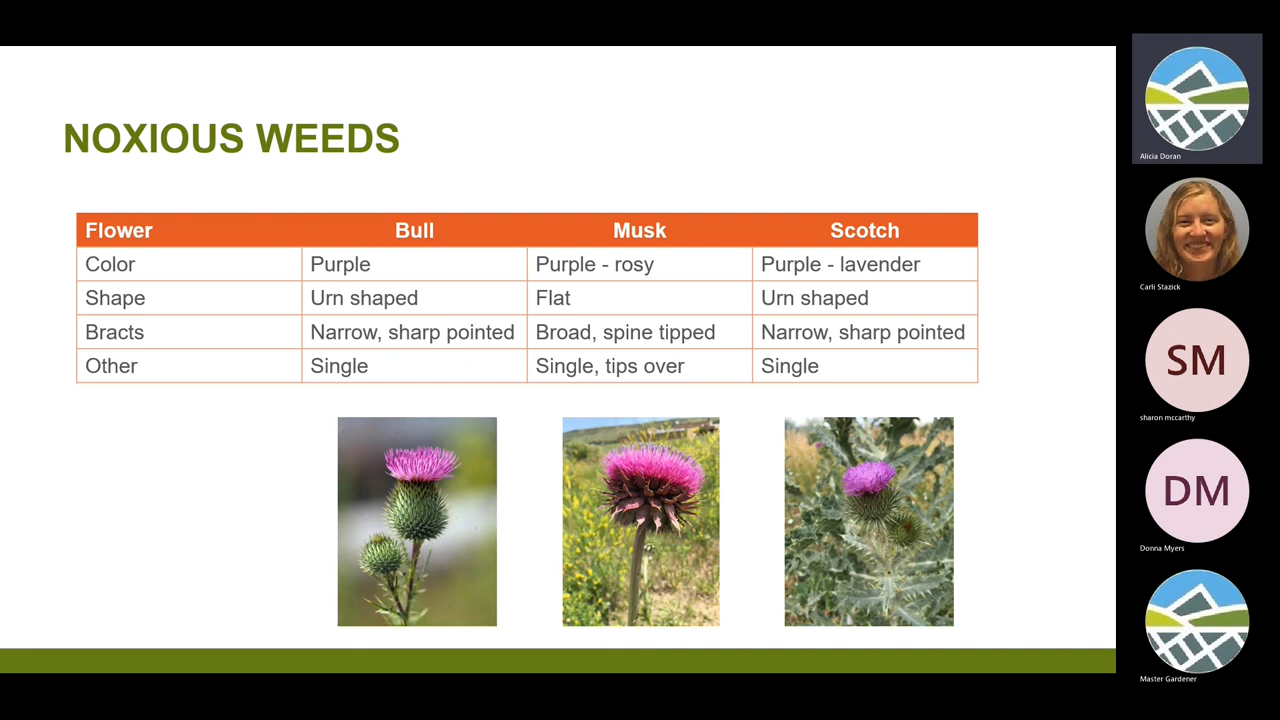 NOXIOUS WEEDS
Flower Bull Musk Scotch
Color Purple Purple - rosy Purple - lavender
Shape Urn shaped Flat Urn shaped
Bracts Narrow, sharp pointed Broad, spine tipped Narrow, sharp pointed
Other Single Single, tips over Single
Alicia Doran
Carli Stazick
SM
sharon mccarthy
DM
Donna Myers
Master Gardener